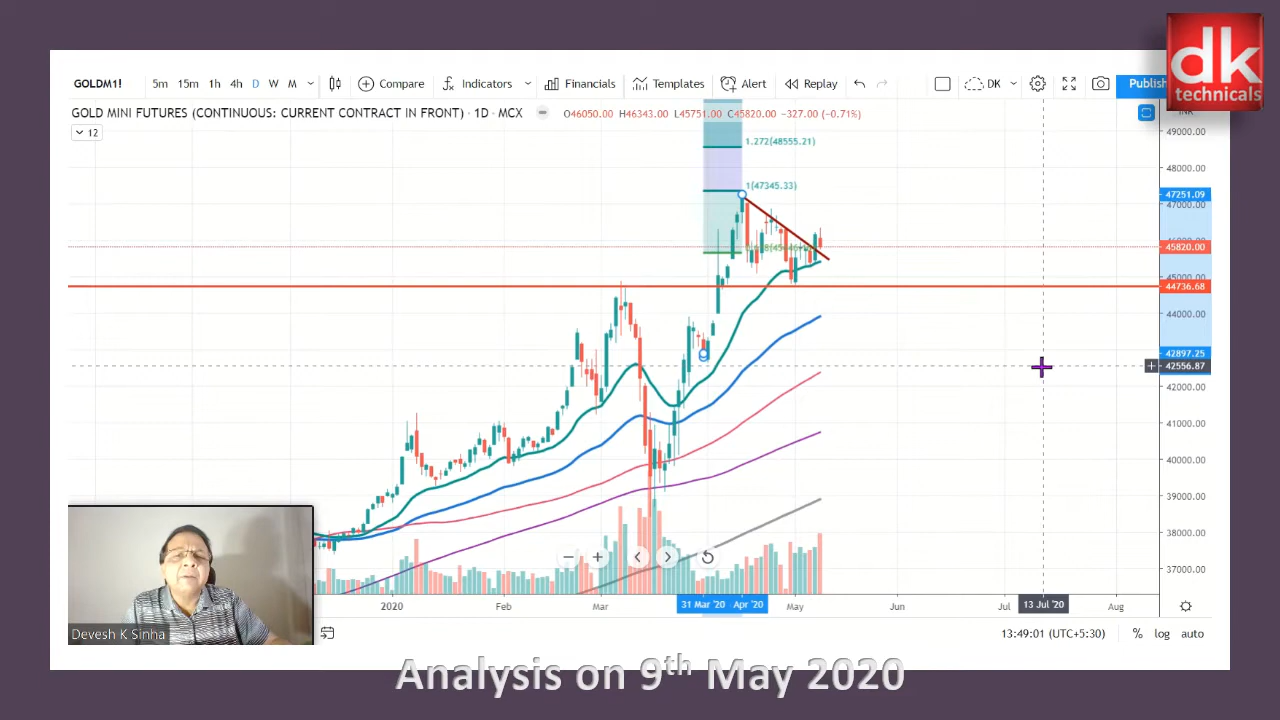 dk
technicals
GOLDM1! 5m 15m 1h 4h D W M Compare Indicators Financials Templates Alert Replay DK Publish
GOLD MINI FUTURES (CONTINUOUS: CURRENT CONTRACT IN FRONT) · 1D · MCX O46050.00 H46343.00 L45751.00 C45820.00 −327.00 (−0.71%)
12
49000.00
1.272(48555.21)
48000.00
1(47345.33)
47251.09
47000.00
45820.00
45000.00
44736.68
44000.00
42897.25
42556.87
42000.00
41000.00
40000.00
39000.00
38000.00
37000.00
2020 Feb Mar 31 Mar '20 Apr '20 May Jun Jul 13 Jul '20 Aug
Devesh K Sinha
13:49:01 (UTC+5:30) % log auto
Analysis on 9th May 2020